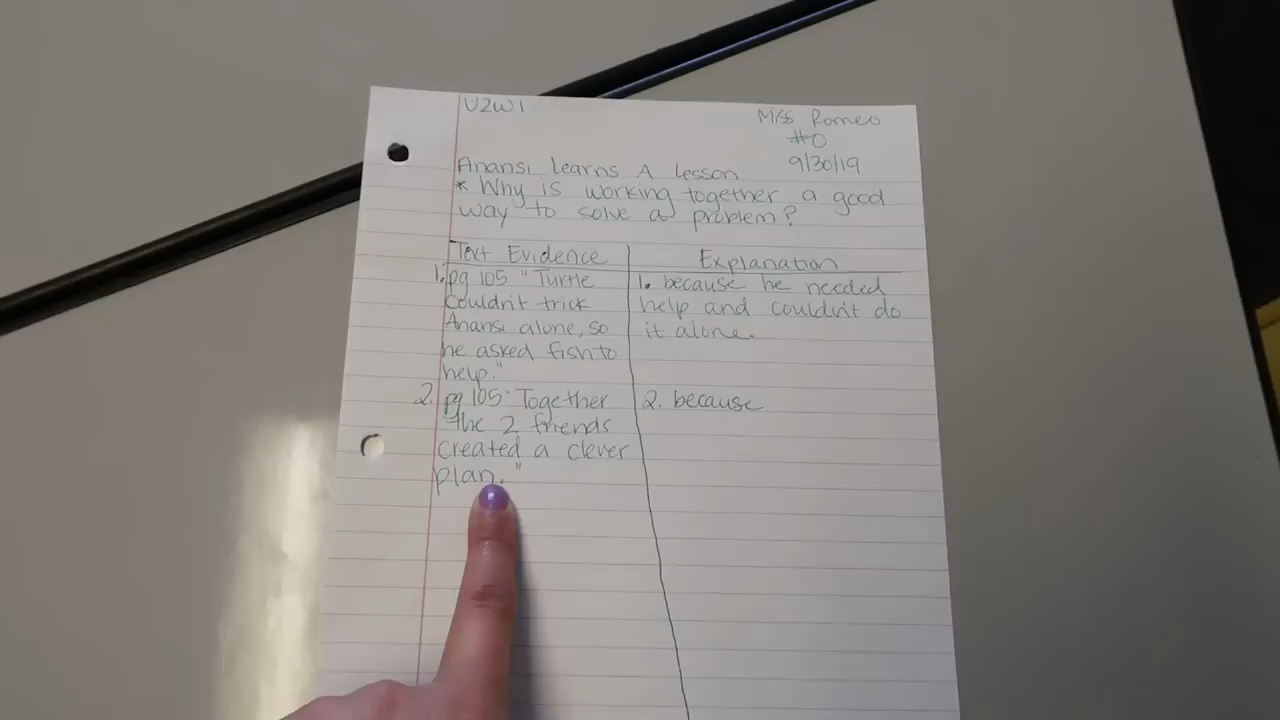 U2W1
Miss Romeo
#0
9/30/19
Anansi learns A lesson
* Why is working together a good
way to solve a problem?
Text Evidence
1. pg 105 "Turtle
couldn't trick
Anansi alone, so
he asked fish to
help."
2. pg 105 "Together
the 2 friends
created a clever
plan."
Explanation
1. because he needed
help and couldn't do
it alone.
2. because